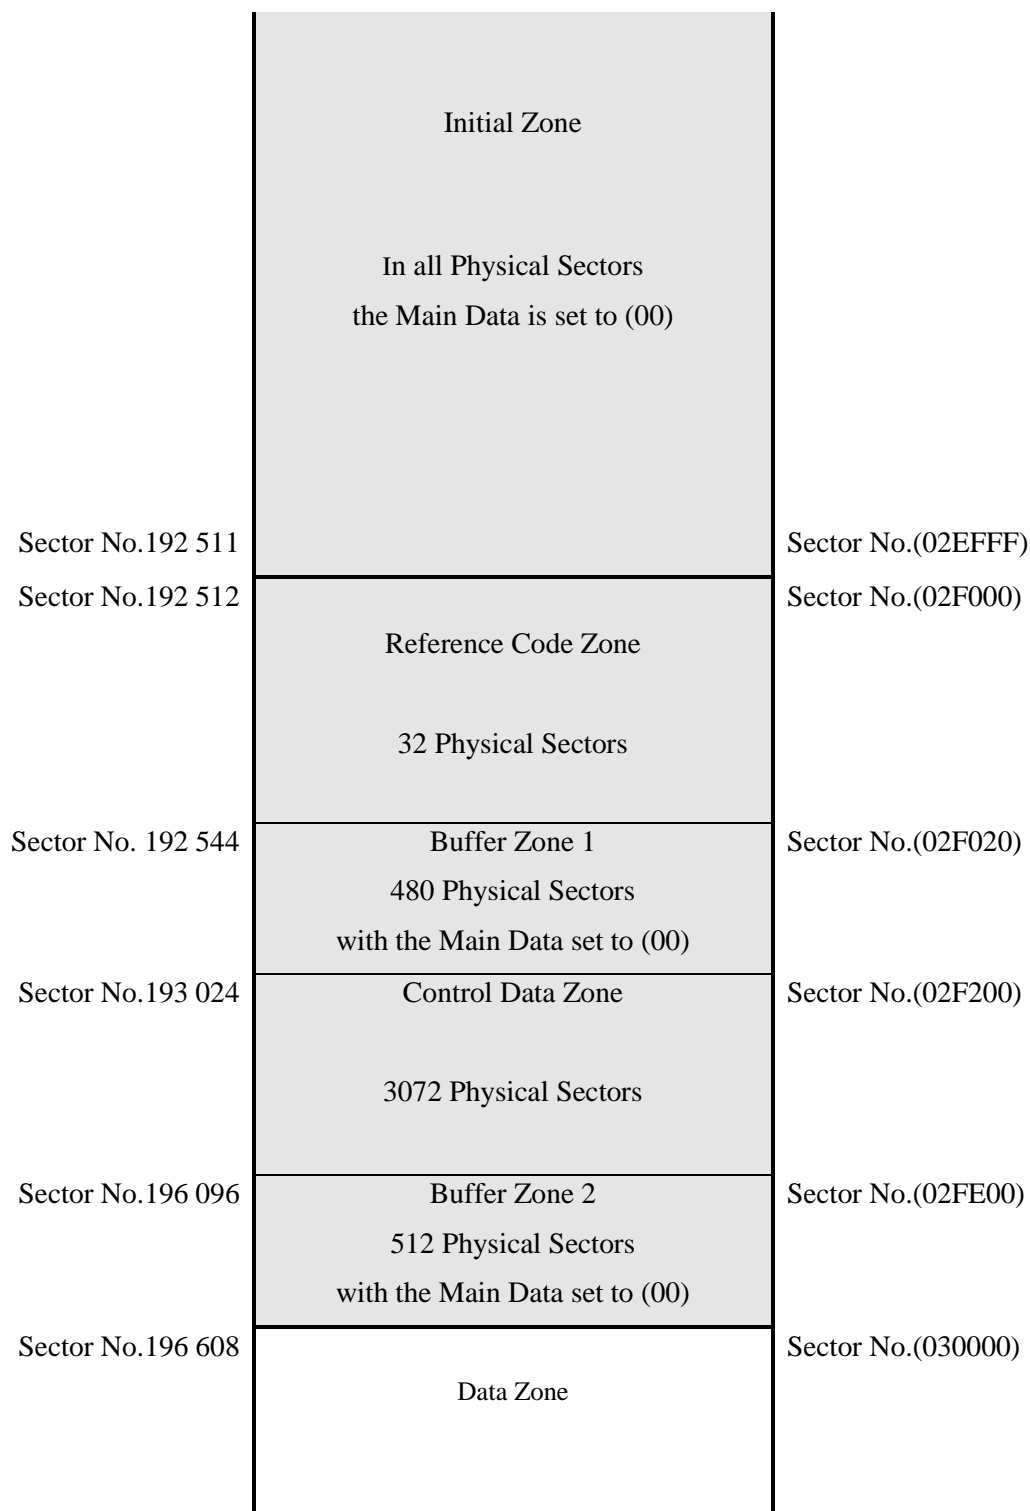 Initial Zone
In all Physical Sectors
the Main Data is set to (00)
Sector No.192 511 Sector No.(02EFFF)
Sector No.192 512 Sector No.(02F000)
Reference Code Zone
32 Physical Sectors
Sector No. 192 544 Buffer Zone 1 Sector No.(02F020)
480 Physical Sectors
with the Main Data set to (00)
Sector No.193 024 Control Data Zone Sector No.(02F200)
3072 Physical Sectors
Sector No.196 096 Buffer Zone 2 Sector No.(02FE00)
512 Physical Sectors
with the Main Data set to (00)
Sector No.196 608 Sector No.(030000)
Data Zone